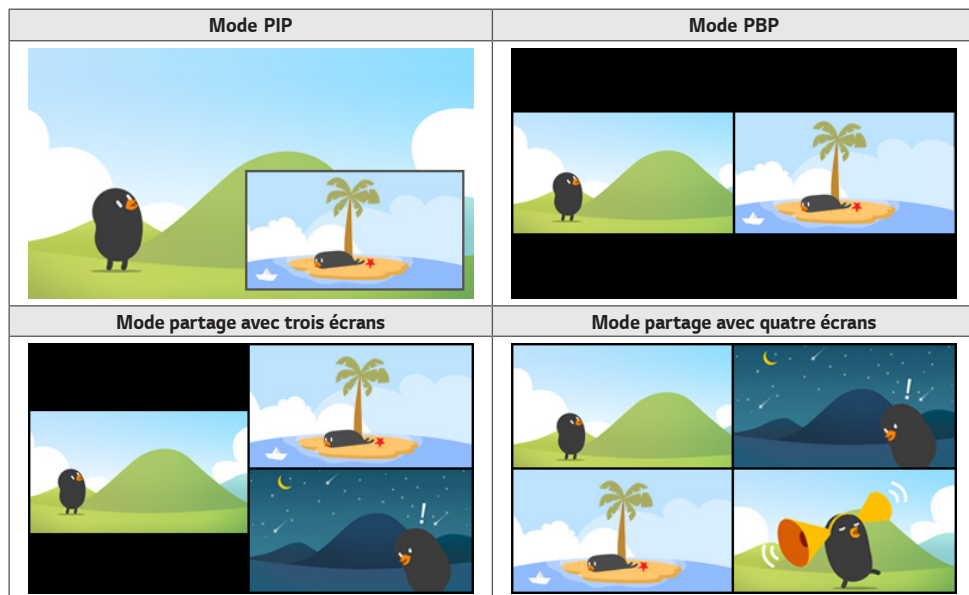 Mode PIP
Mode PBP
Mode partage avec trois écrans
Mode partage avec quatre écrans